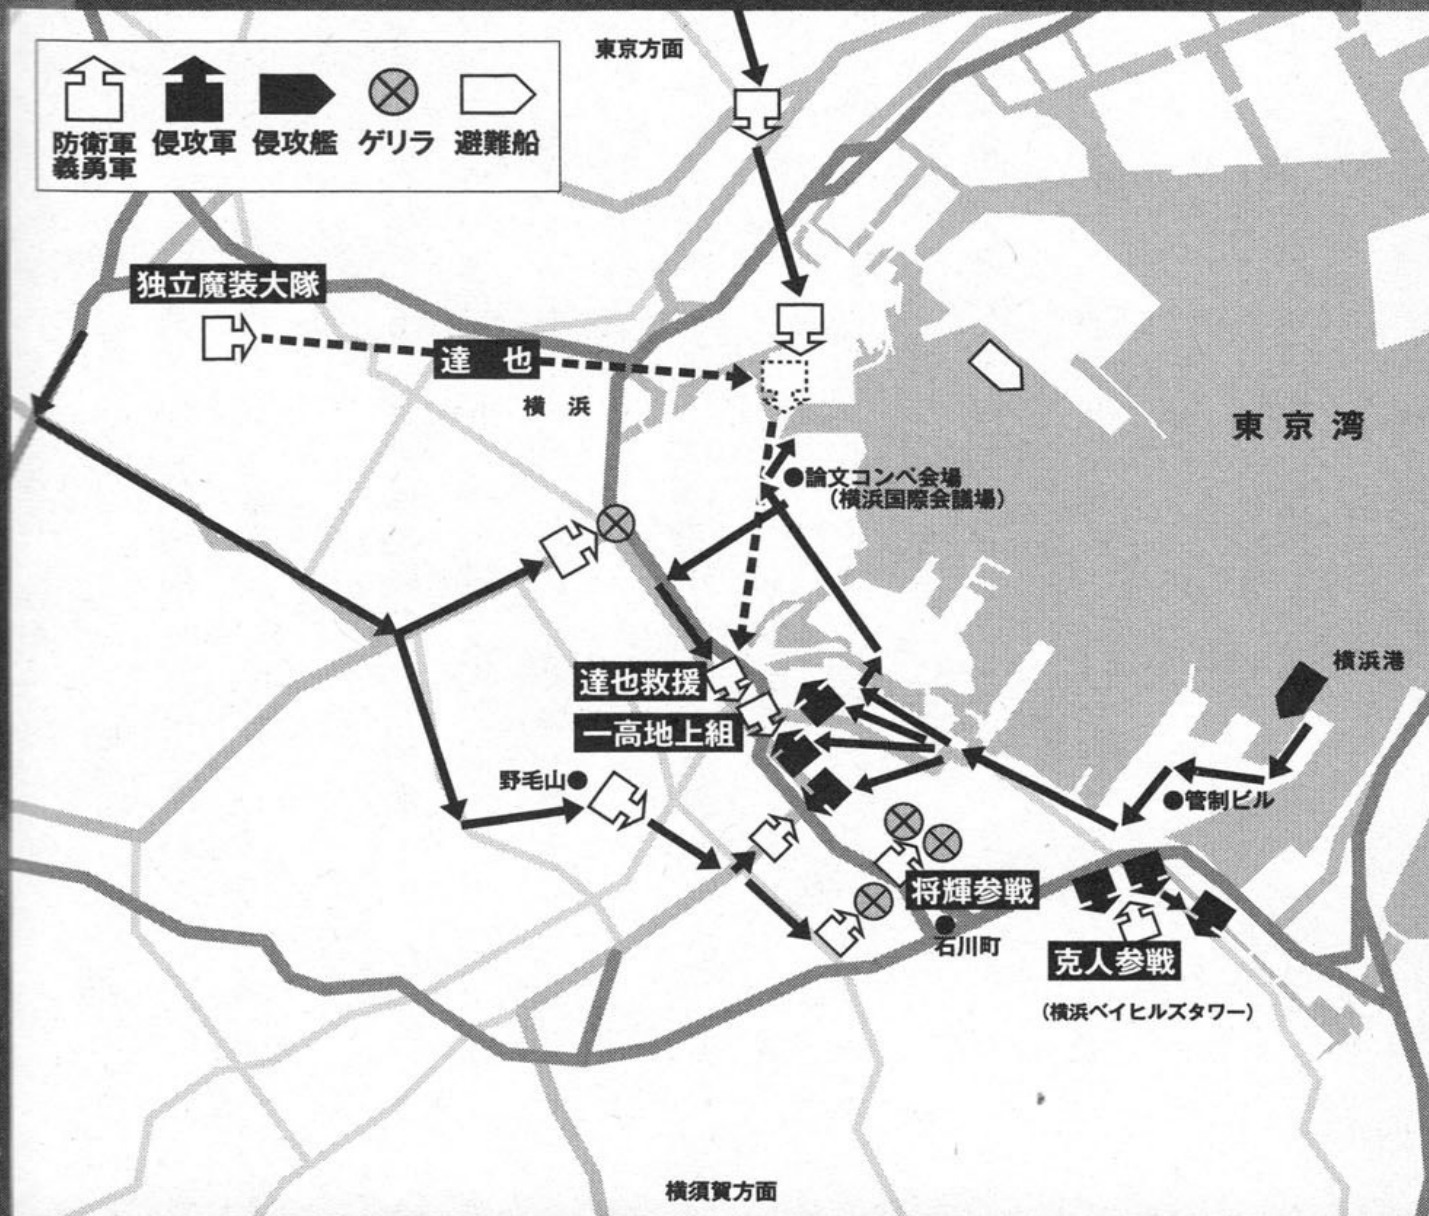 防衛軍
義勇軍
侵攻軍
侵攻艦
ゲリラ
避難船
東京方面
独立魔装大隊
達 也
横 浜
東 京 湾
●論文コンペ会場
(横浜国際会議場)
横浜港
達也救援
一高地上組
野毛山●
●管制ビル
将輝参戦
石川町
克人参戦
(横浜ベイヒルズタワー)
横須賀方面